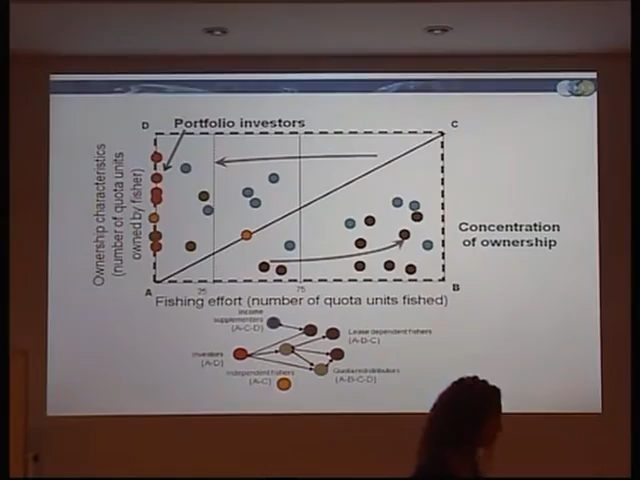 D
Portfolio investors
C
Ownership characteristics
(number of quota units
owned by fisher)
Concentration
of ownership
A
25
75
B
Fishing effort (number of quota units fished)
Income
supplementers
(A-C-D)
Lease dependent fishers
(A-B-C)
Investors
(A-D)
Independent fishers
(A-C)
Quota redistributors
(A-B-C-D)